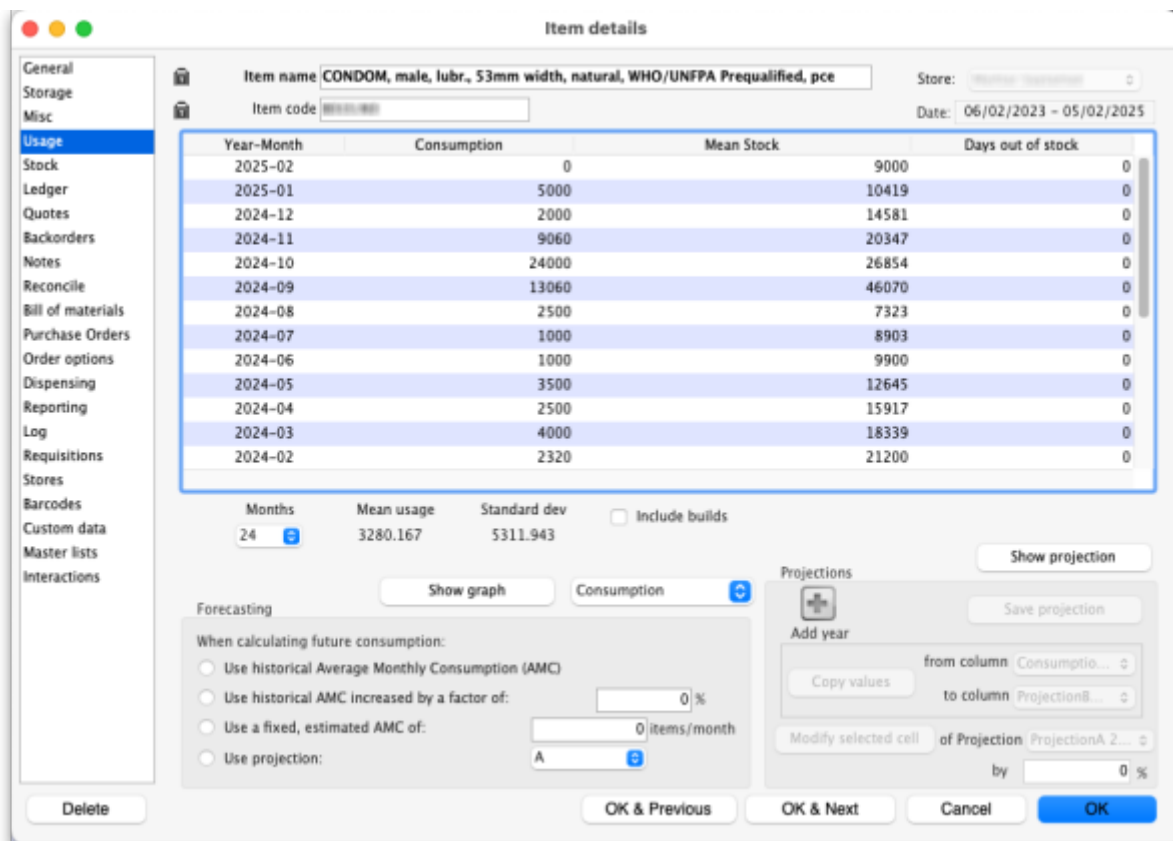 Item details
General
Storage
Misc
Usage
Stock
Ledger
Quotes
Backorders
Notes
Reconcile
Bill of materials
Purchase Orders
Order options
Dispensing
Reporting
Log
Requisitions
Stores
Barcodes
Custom data
Master lists
Interactions
Item name CONDOM, male, lubr., 53mm width, natural, WHO/UNFPA Prequalified, pce
Store:
Item code
Date: 06/02/2023 - 05/02/2025
Year-Month Consumption Mean Stock Days out of stock
2025-02 0 9000 0
2025-01 5000 10419 0
2024-12 2000 14581 0
2024-11 9060 20347 0
2024-10 24000 26854 0
2024-09 13060 46070 0
2024-08 2500 7323 0
2024-07 1000 8903 0
2024-06 1000 9900 0
2024-05 3500 12645 0
2024-04 2500 15917 0
2024-03 4000 18339 0
2024-02 2320 21200 0
Months Mean usage Standard dev
24 3280.167 5311.943
Include builds
Show projection
Show graph Consumption
Forecasting
When calculating future consumption:
Use historical Average Monthly Consumption (AMC)
Use historical AMC increased by a factor of: 0 %
Use a fixed, estimated AMC of: 0 items/month
Use projection: A
Projections
Save projection
Add year
Copy values
from column Consumptio...
to column ProjectionB...
Modify selected cell of Projection ProjectionA 2...
by 0 %
Delete OK & Previous OK & Next Cancel OK